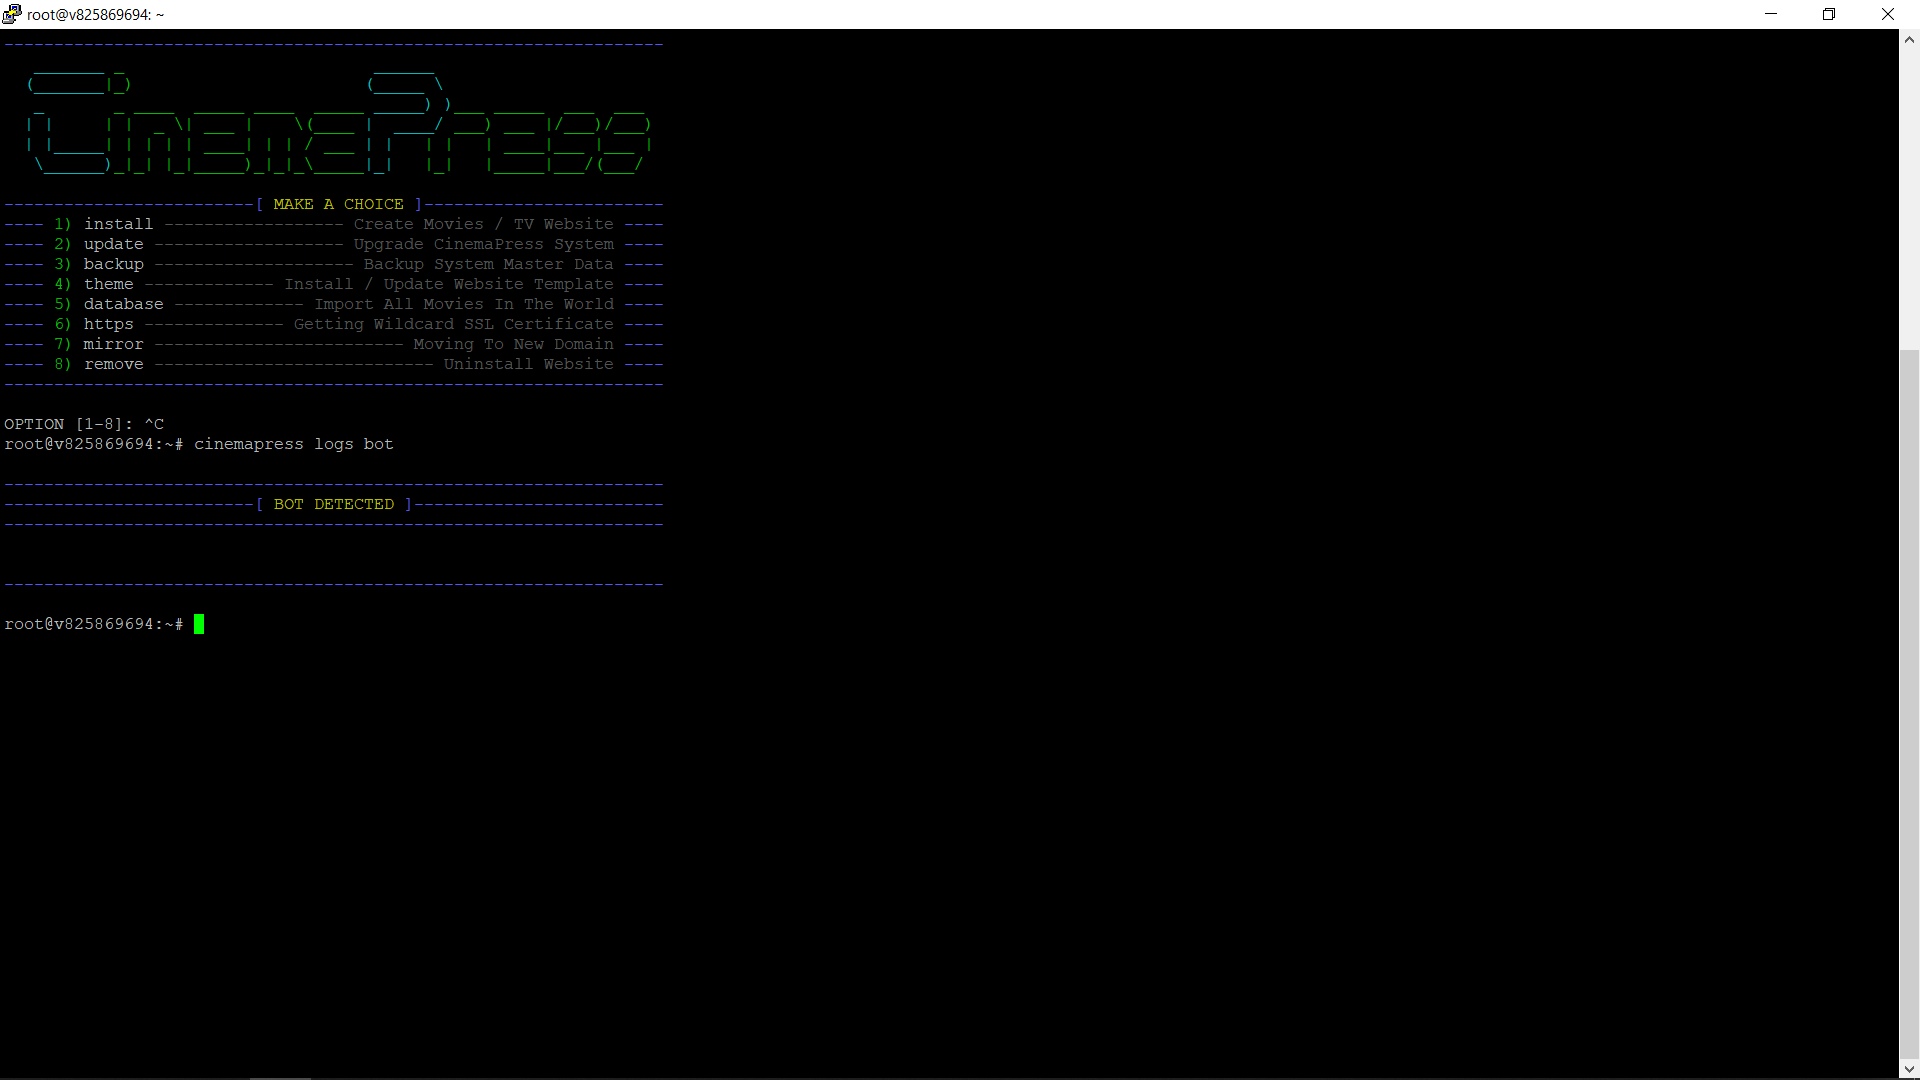 root@v825869694: ~
-------------------------------------------------------------------
CinemaPress
-------------------------[ MAKE A CHOICE ]------------------------
---- 1) install ------------------ Create Movies / TV Website ----
---- 2) update ------------------- Upgrade CinemaPress System ----
---- 3) backup -------------------- Backup System Master Data ----
---- 4) theme ------------- Install / Update Website Template ----
---- 5) database ------------- Import All Movies In The World ----
---- 6) https -------------- Getting Wildcard SSL Certificate ----
---- 7) mirror ------------------------- Moving To New Domain ----
---- 8) remove ---------------------------- Uninstall Website ----
------------------------------------------------------------------
OPTION [1-8]: ^C
root@v825869694:~# cinemapress logs bot
------------------------------------------------------------------
-------------------------[ BOT DETECTED ]-------------------------
------------------------------------------------------------------
------------------------------------------------------------------
root@v825869694:~#